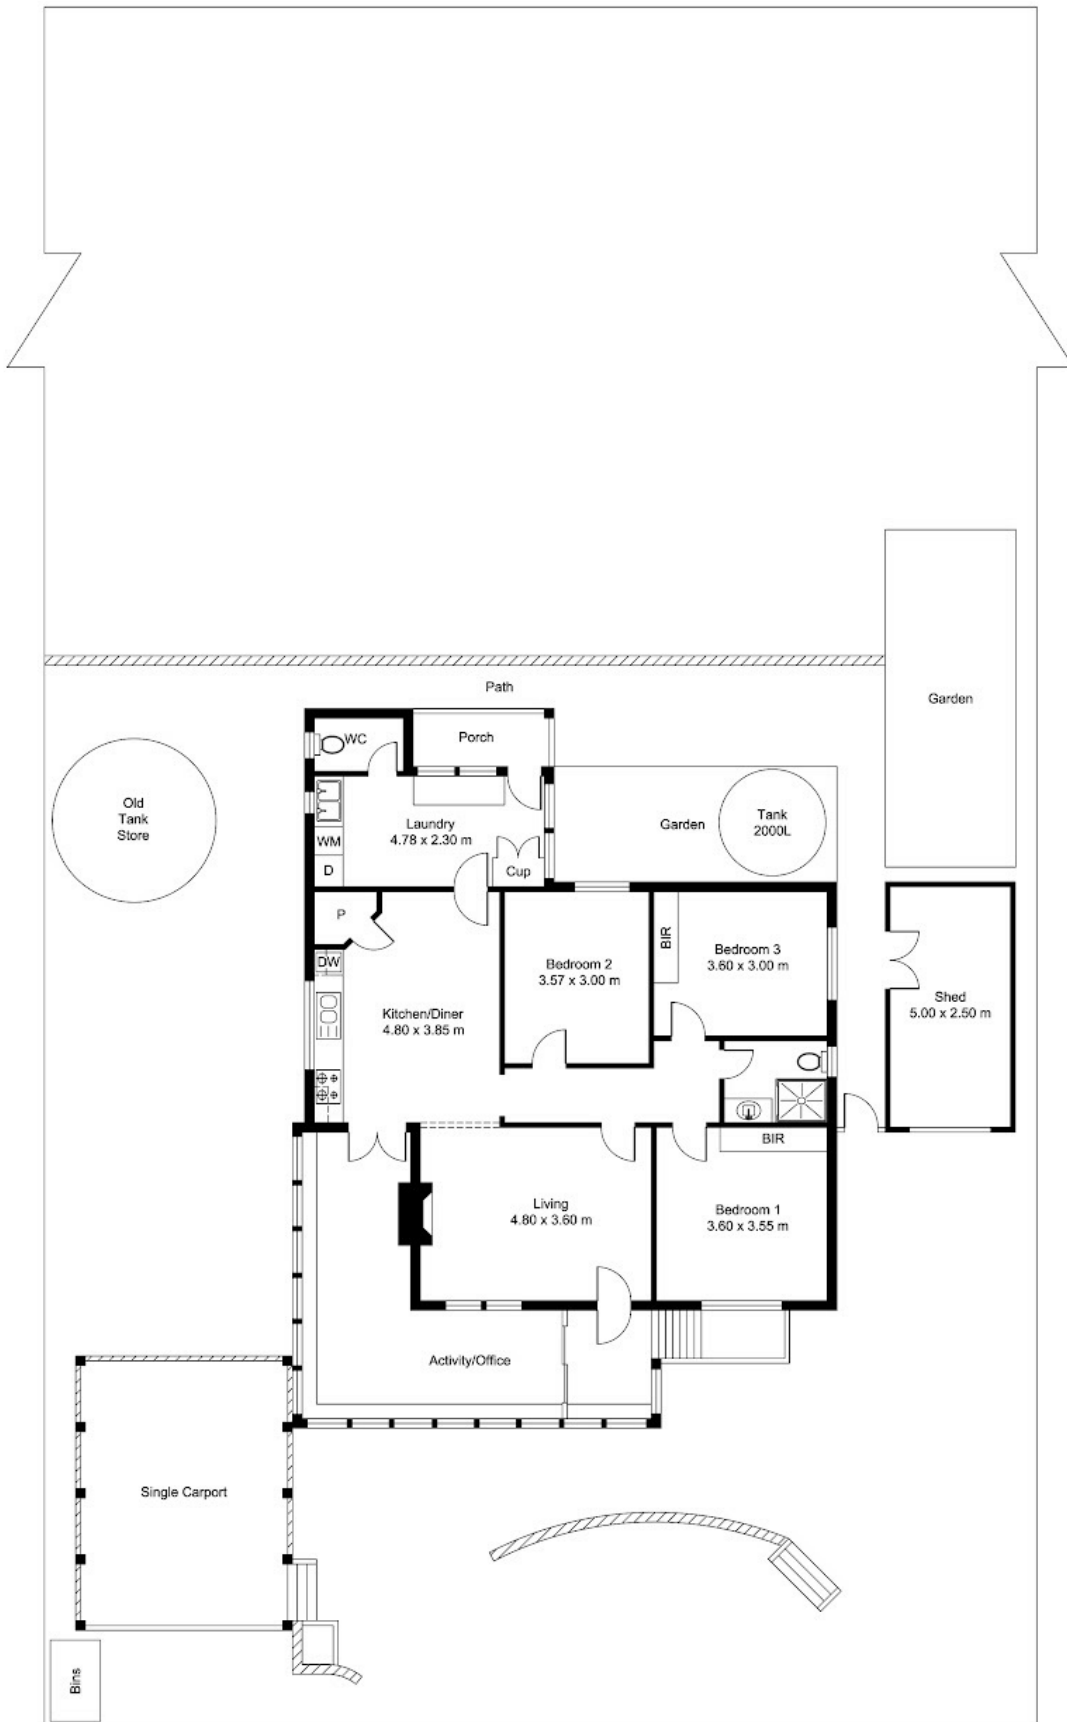 Path
Garden
WC
Porch
Old
Tank
Store
Laundry
4.78 x 2.30 m
Garden
Tank
2000L
WM
D
Cup
P
BIR
DW
Bedroom 2
3.57 x 3.00 m
Bedroom 3
3.60 x 3.00 m
Shed
5.00 x 2.50 m
Kitchen/Diner
4.80 x 3.85 m
BIR
Living
4.80 x 3.60 m
Bedroom 1
3.60 x 3.55 m
Activity/Office
Single Carport
Bins